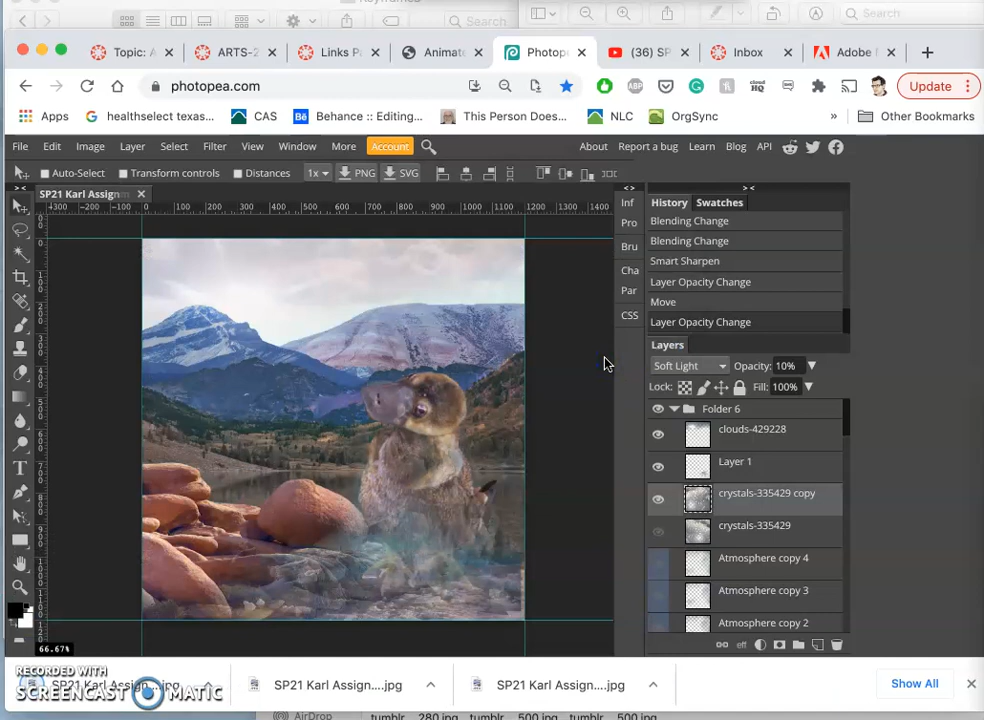 Search
Search
Topic: A
ARTS-2
Links P
Animat
Photop
(36) SP
Inbox
Adobe
photopea.com
Update
Apps
healthselect texas...
CAS
Behance :: Editing...
This Person Does...
NLC
OrgSync
»
Other Bookmarks
File Edit Image Layer Select Filter View Window More Account
About Report a bug Learn Blog API
Auto-Select Transform controls Distances 1x PNG SVG
SP21 Karl Assign
Inf
Pro
Bru
Cha
Par
CSS
History Swatches
Blending Change
Blending Change
Smart Sharpen
Layer Opacity Change
Move
Layer Opacity Change
Layers
Soft Light Opacity: 10%
Lock: Fill: 100%
Folder 6
clouds-429228
Layer 1
crystals-335429 copy
crystals-335429
Atmosphere copy 4
Atmosphere copy 3
Atmosphere copy 2
eff
66.67%
RECORDED WITH
SCREENCAST MATIC
SP21 Karl Assign....jpg
SP21 Karl Assign....jpg
Show All
AirDrop